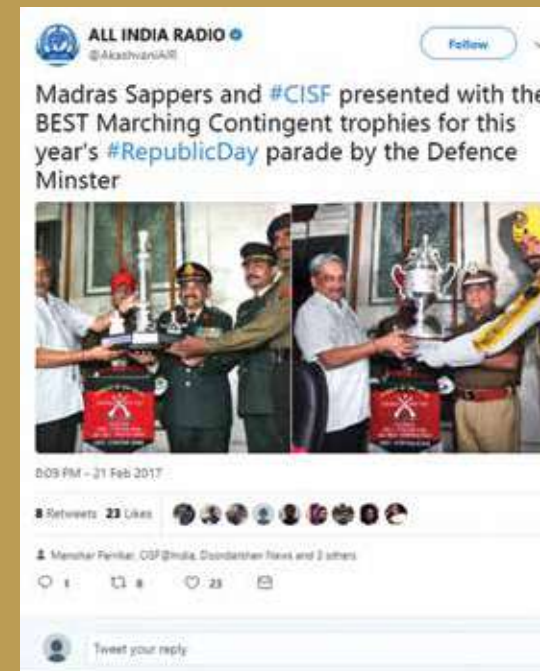 ALL INDIA RADIO
@AkashvaniAIR
Follow
Madras Sappers and #CISF presented with the
BEST Marching Contingent trophies for this
year's #RepublicDay parade by the Defence
Minster
8:09 PM - 21 Feb 2017
8 Retweets 23 Likes
Manohar Parrikar, CISF@India, Doordarshan News and 3 others
1 8 23
Tweet your reply